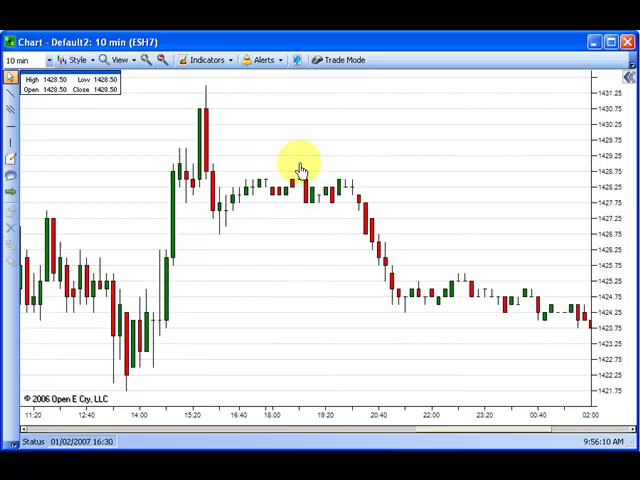 Chart - Default2: 10 min (ESH7)
10 min Style View Indicators Alerts Trade Mode
High 1428.50 Low 1428.50
Open 1428.50 Close 1428.50
1431.25
1430.75
1430.25
1429.75
1429.25
1428.75
1428.25
1427.75
1427.25
1426.75
1426.25
1425.75
1425.25
1424.75
1424.25
1423.75
1423.25
1422.75
1422.25
1421.75
© 2006 Open E Cry, LLC
11:20 12:40 14:00 15:20 16:40 18:00 19:20 20:40 22:00 23:20 00:40 02:00
Status 01/02/2007 16:30 9:56:10 AM